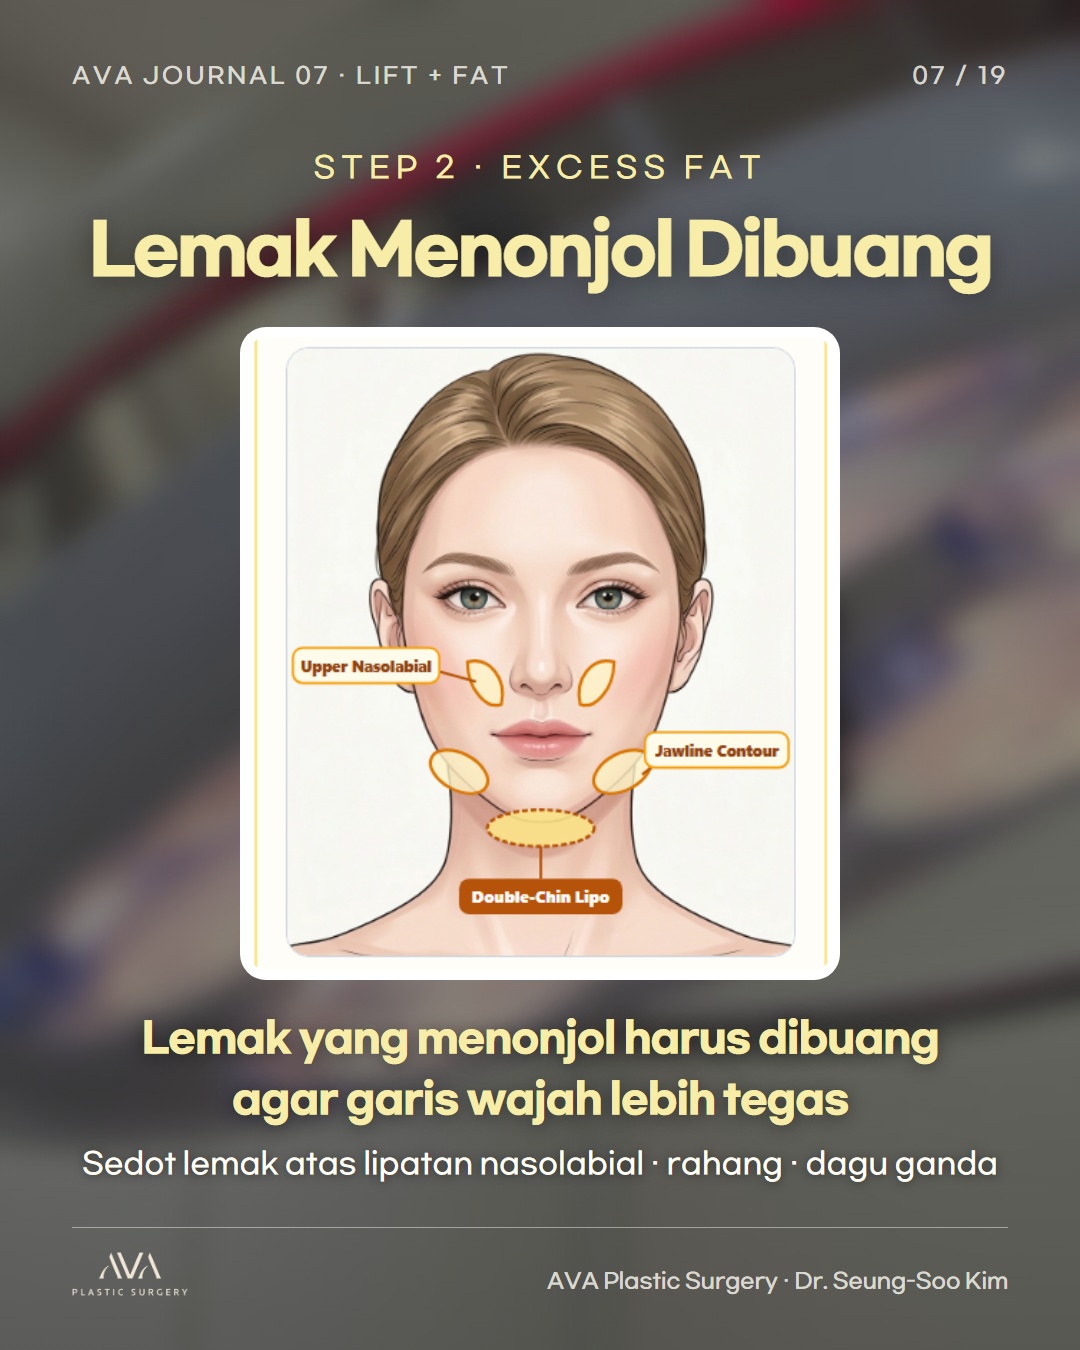 AVA JOURNAL 07 · LIFT + FAT
07 / 19
STEP 2 · EXCESS FAT
Lemak Menonjol Dibuang
Upper Nasolabial
Jawline Contour
Double-Chin Lipo
Lemak yang menonjol harus dibuang
agar garis wajah lebih tegas
Sedot lemak atas lipatan nasolabial · rahang · dagu ganda
AVA
PLASTIC SURGERY
AVA Plastic Surgery · Dr. Seung-Soo Kim